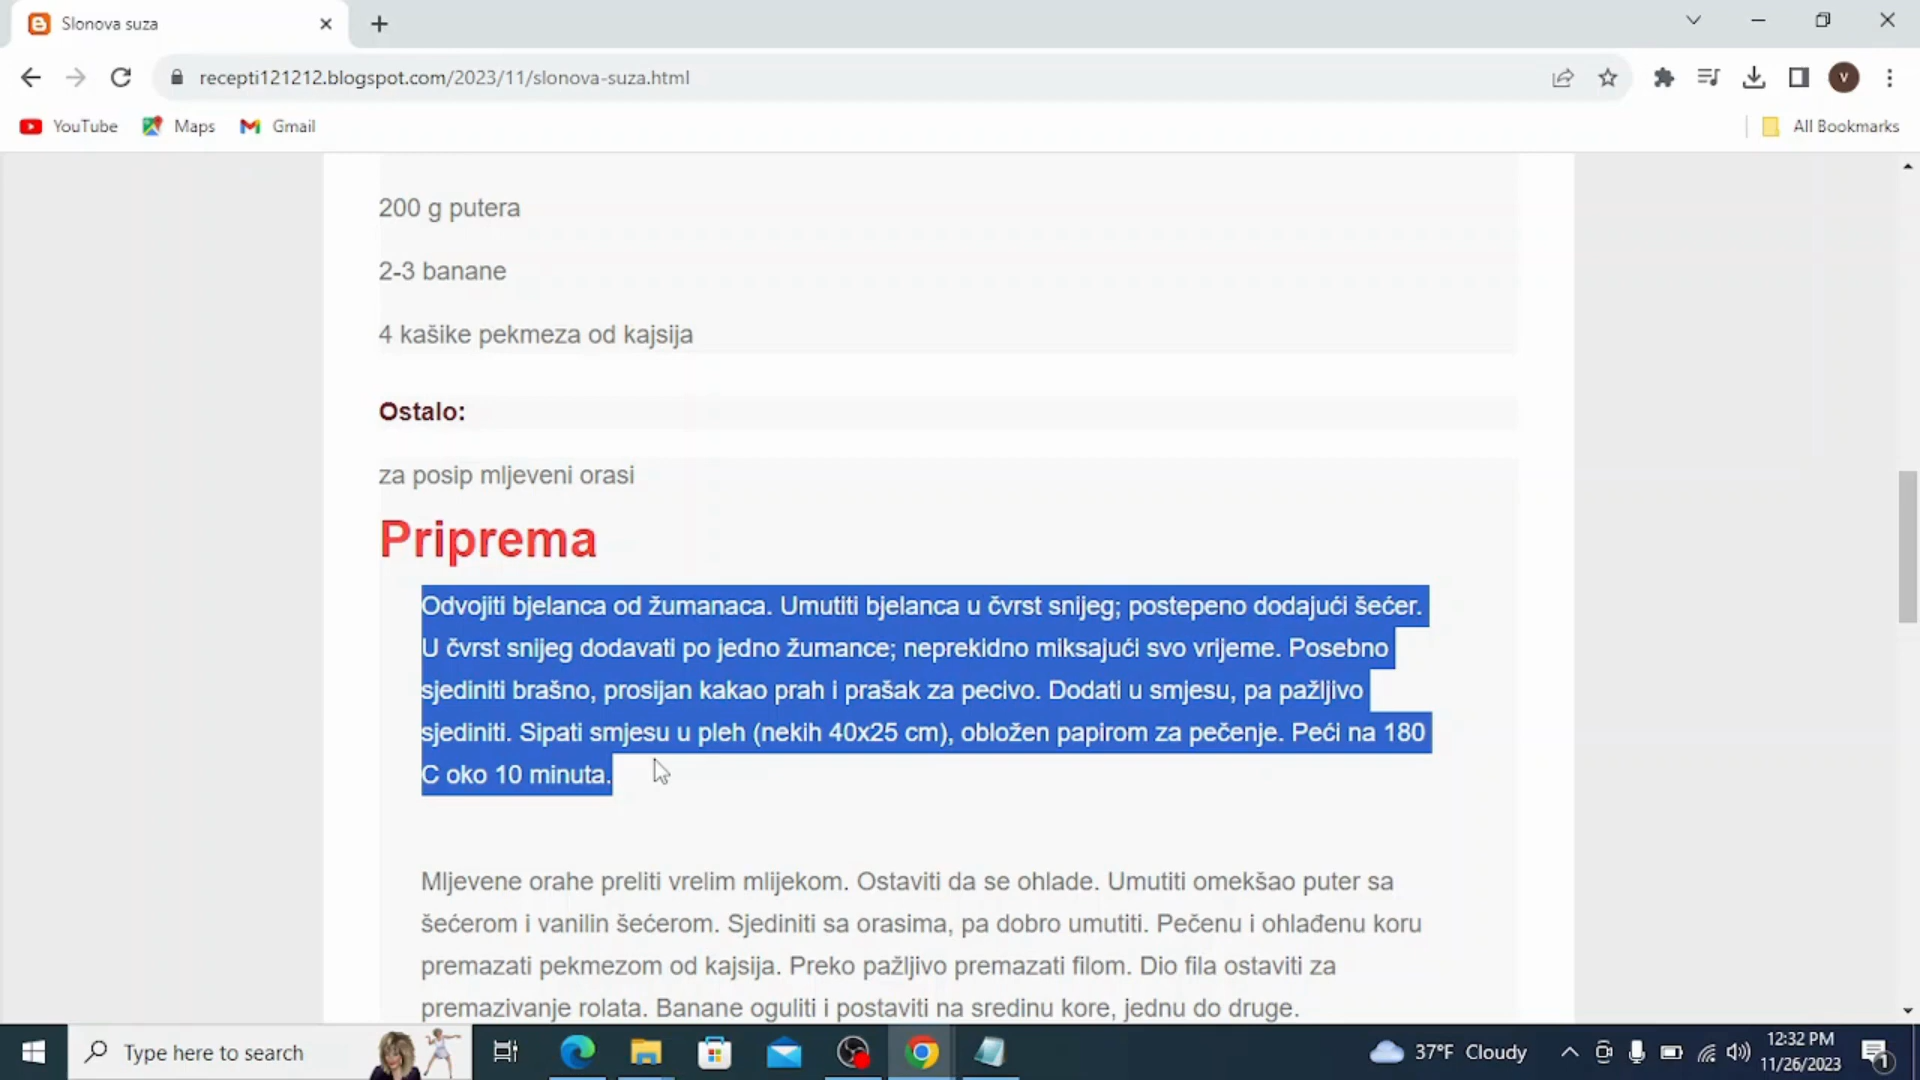 Slonova suza
recepti121212.blogspot.com/2023/11/slonova-suza.html
V
YouTube
Maps
Gmail
All Bookmarks
200 g putera
2-3 banane
4 kašike pekmeza od kajsija
Ostalo:
za posip mljeveni orasi
Priprema
Odvojiti bjelanca od žumanaca. Umutiti bjelanca u čvrst snijeg; postepeno dodajući šećer.
U čvrst snijeg dodavati po jedno žumance; neprekidno miksajući svo vrijeme. Posebno
sjediniti brašno, prosijan kakao prah i prašak za pecivo. Dodati u smjesu, pa pažljivo
sjediniti. Sipati smjesu u pleh (nekih 40x25 cm), obložen papirom za pečenje. Peći na 180
C oko 10 minuta.
Mljevene orahe preliti vrelim mlijekom. Ostaviti da se ohlade. Umutiti omekšao puter sa
šećerom i vanilin šećerom. Sjediniti sa orasima, pa dobro umutiti. Pečenu i ohlađenu koru
premazati pekmezom od kajsija. Preko pažljivo premazati filom. Dio fila ostaviti za
premazivanje rolata. Banane oguliti i postaviti na sredinu kore, jednu do druge.
Type here to search
37°F Cloudy
12:32 PM
11/26/2023
1